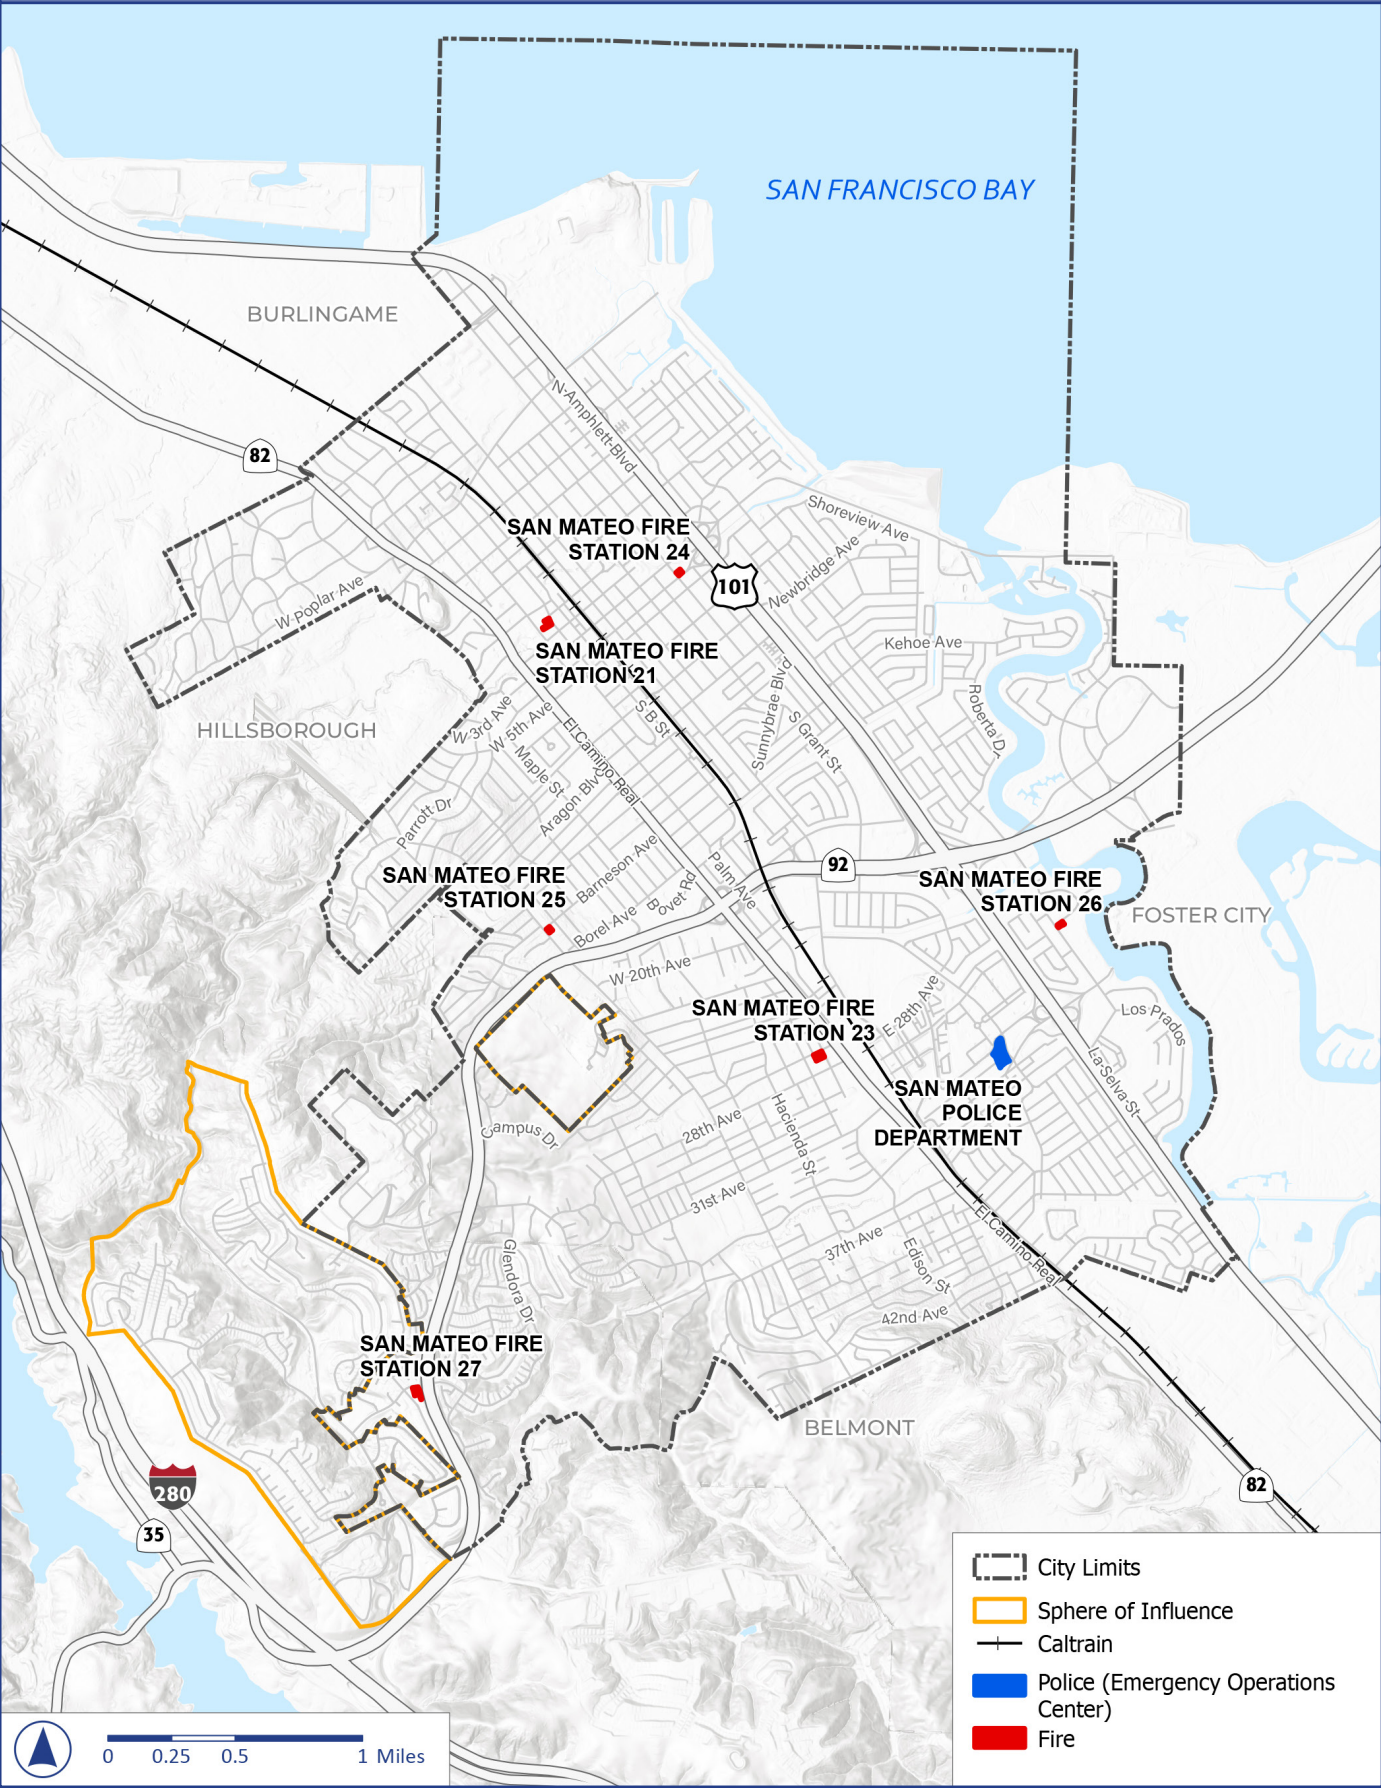 SAN FRANCISCO BAY
BURLINGAME
N Amphlett Blvd
82
Shoreview Ave
SAN MATEO FIRE
STATION 24
Newbridge Ave
101
W Poplar Ave
SAN MATEO FIRE
STATION 21
Kehoe Ave
Roberta Dr
Sunnybrae Blvd
HILLSBOROUGH
W 3rd Ave
W 5th Ave
S B St
S Grant St
El Camino Real
Maple St
Aragon Blvd
Parrott Dr
Barneson Ave
Palm Ave
92
SAN MATEO FIRE
STATION 25
Bovet Rd
SAN MATEO FIRE
STATION 26
FOSTER CITY
Borel Ave
W 20th Ave
SAN MATEO FIRE
STATION 23
E 28th Ave
Los Prados
La Selva St
SAN MATEO
POLICE
DEPARTMENT
Campus Dr
28th Ave
Hacienda St
31st Ave
El Camino Real
37th Ave
Edison St
Glendora Dr
42nd Ave
SAN MATEO FIRE
STATION 27
BELMONT
280
35
82
City Limits
Sphere of Influence
Caltrain
Police (Emergency Operations
Center)
Fire
0 0.25 0.5 1 Miles